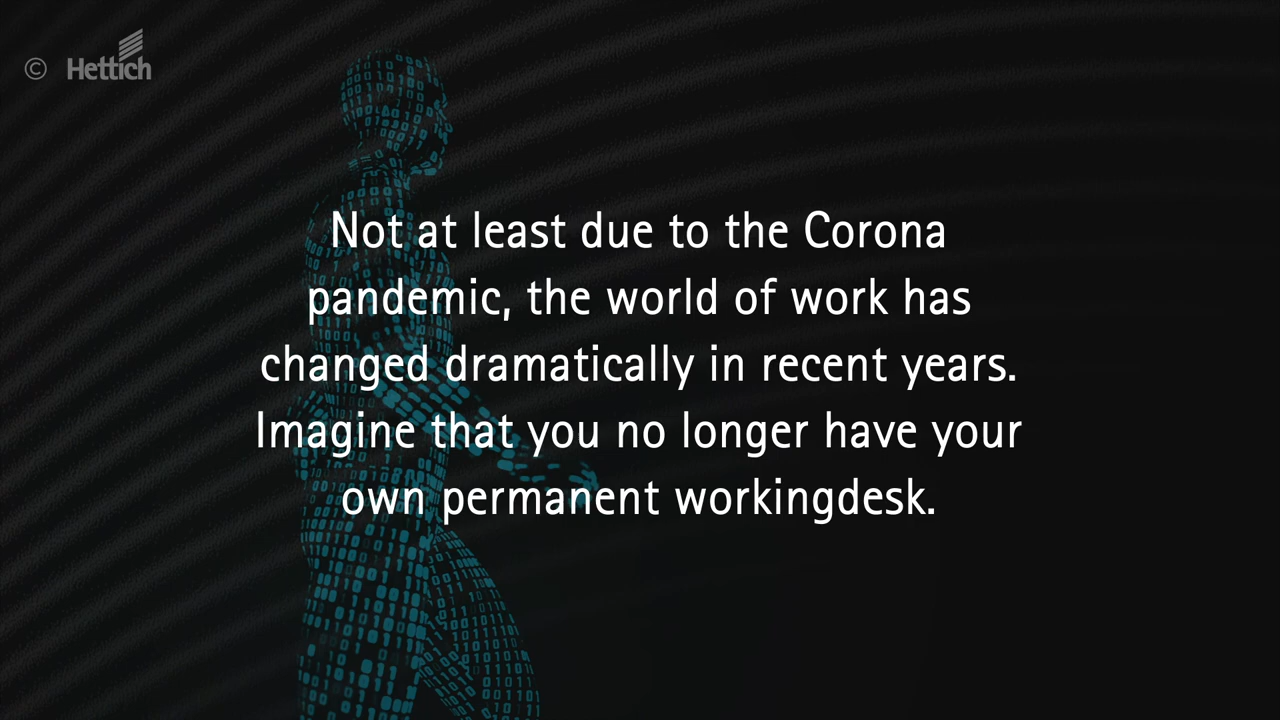 © Hettich
Not at least due to the Corona
pandemic, the world of work has
changed dramatically in recent years.
Imagine that you no longer have your
own permanent workingdesk.